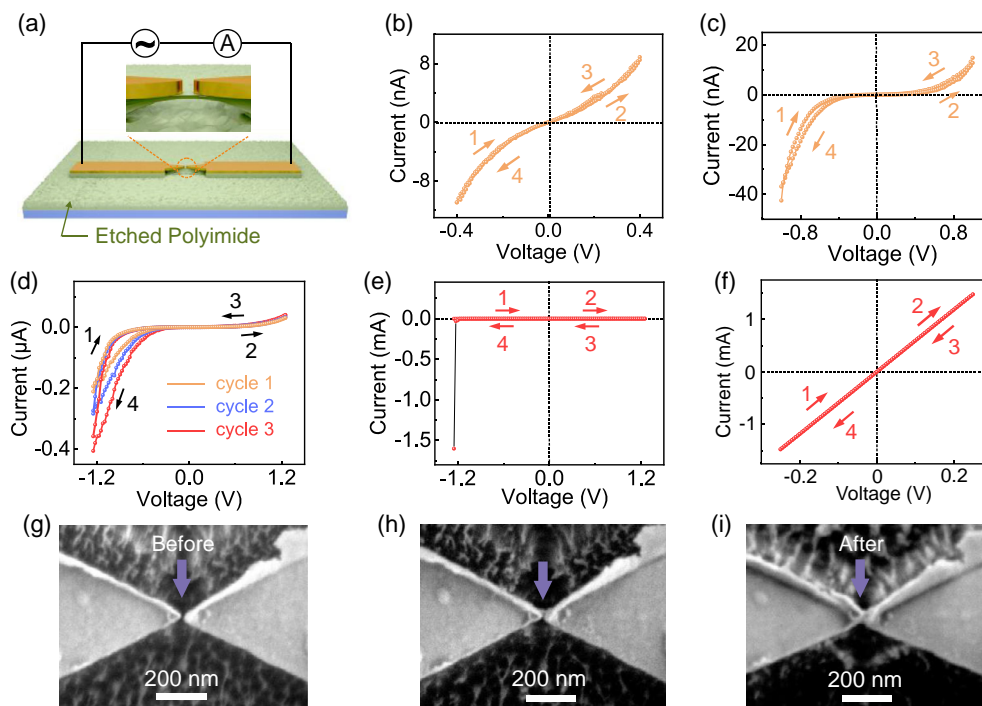 (a)
~
A
Etched Polyimide
(b)
Current (nA)
8
0
-8
-0.4
0.0
0.4
Voltage (V)
1
2
3
4
(c)
Current (nA)
20
0
-20
-40
-0.8
0.0
0.8
Voltage (V)
1
2
3
4
(d)
Current (μA)
0.0
-0.2
-0.4
-1.2
0.0
1.2
Voltage (V)
1
2
3
4
cycle 1
cycle 2
cycle 3
(e)
Current (mA)
0.0
-0.5
-1.0
-1.5
-1.2
0.0
1.2
Voltage (V)
1
2
4
3
(f)
Current (mA)
1
0
1
-0.2
0
0.2
Voltage (V)
1
2
3
4
(g)
Before
200 nm
(h)
200 nm
(i)
After
200 nm